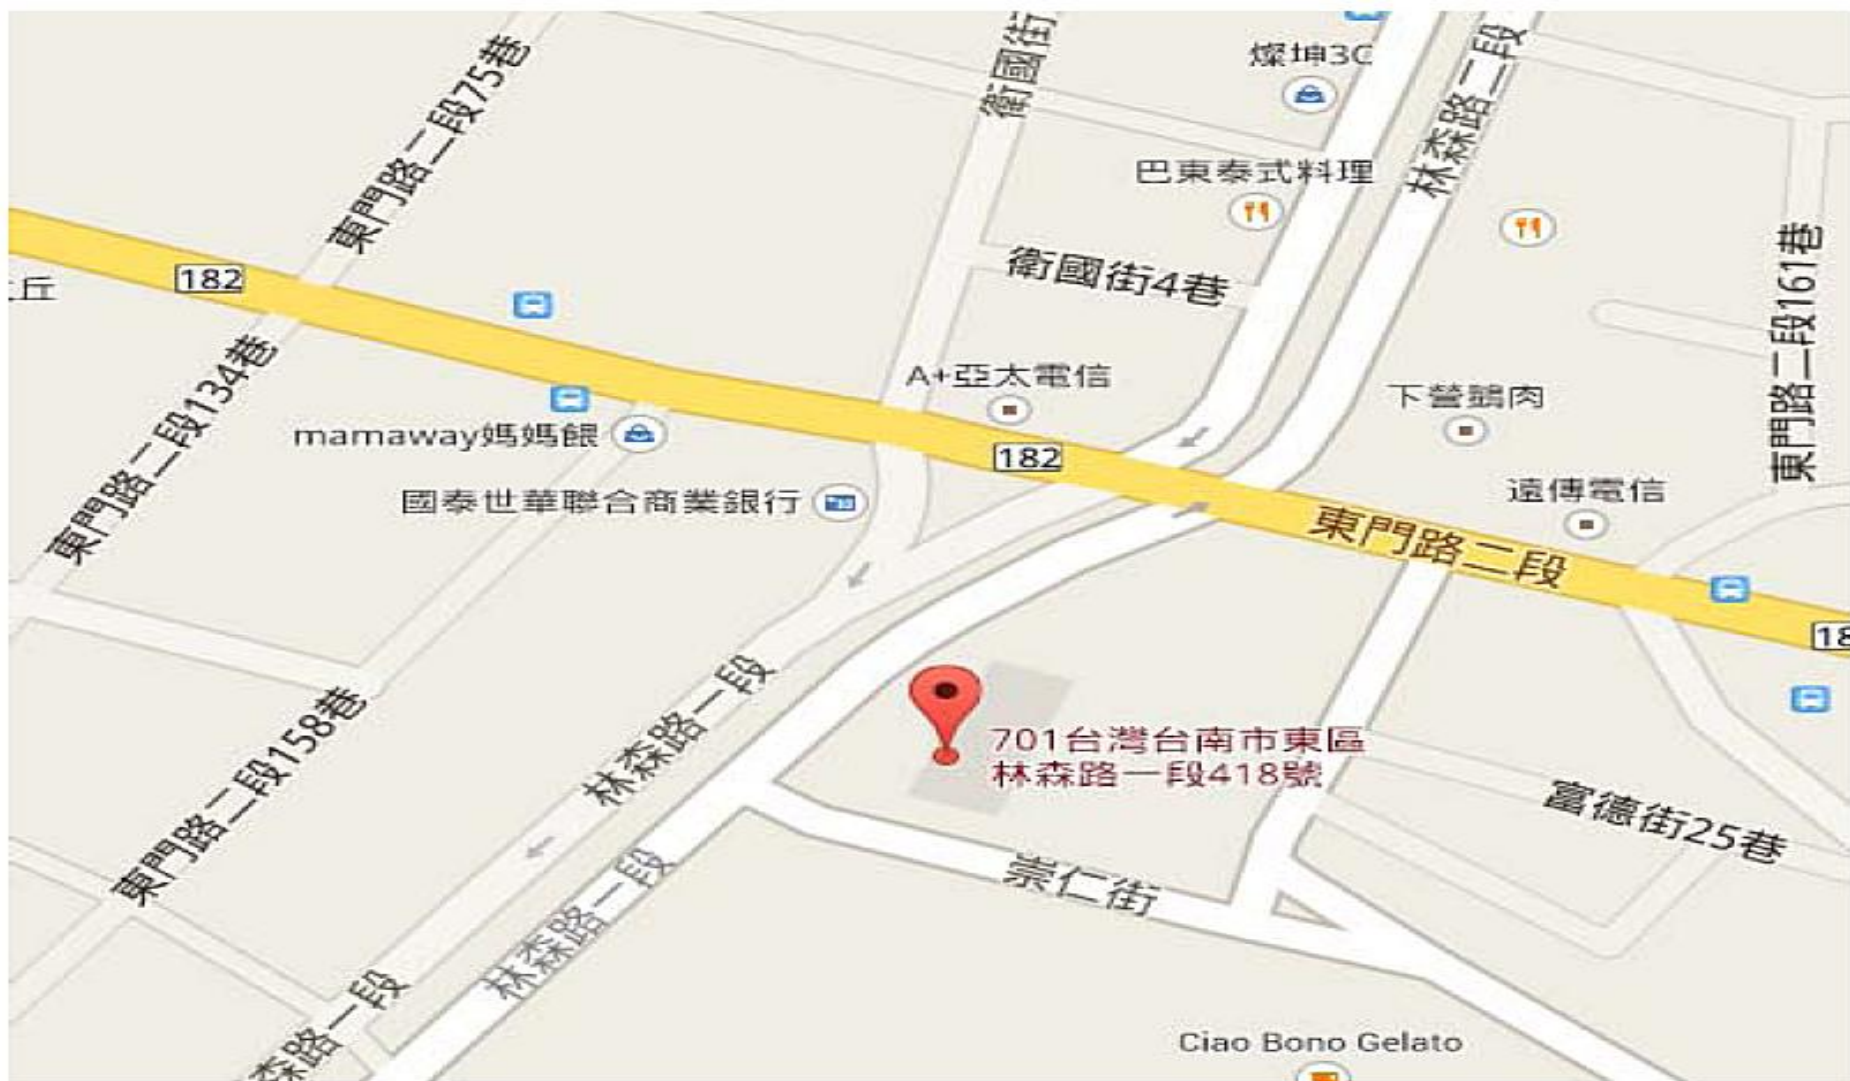 衛國街
燦坤3C
林森路二段
東門路二段75巷
巴東泰式料理
182
衛國街4巷
丘
東門路二段161巷
東門路二段134巷
A+亞太電信
下營鵝肉
mamaway媽媽餵
182
國泰世華聯合商業銀行
遠傳電信
東門路二段
18
林森路一段
701台灣台南市東區
林森路一段418號
東門路二段158巷
富德街25巷
崇仁街
林森路一段
森路一段
Ciao Bono Gelato